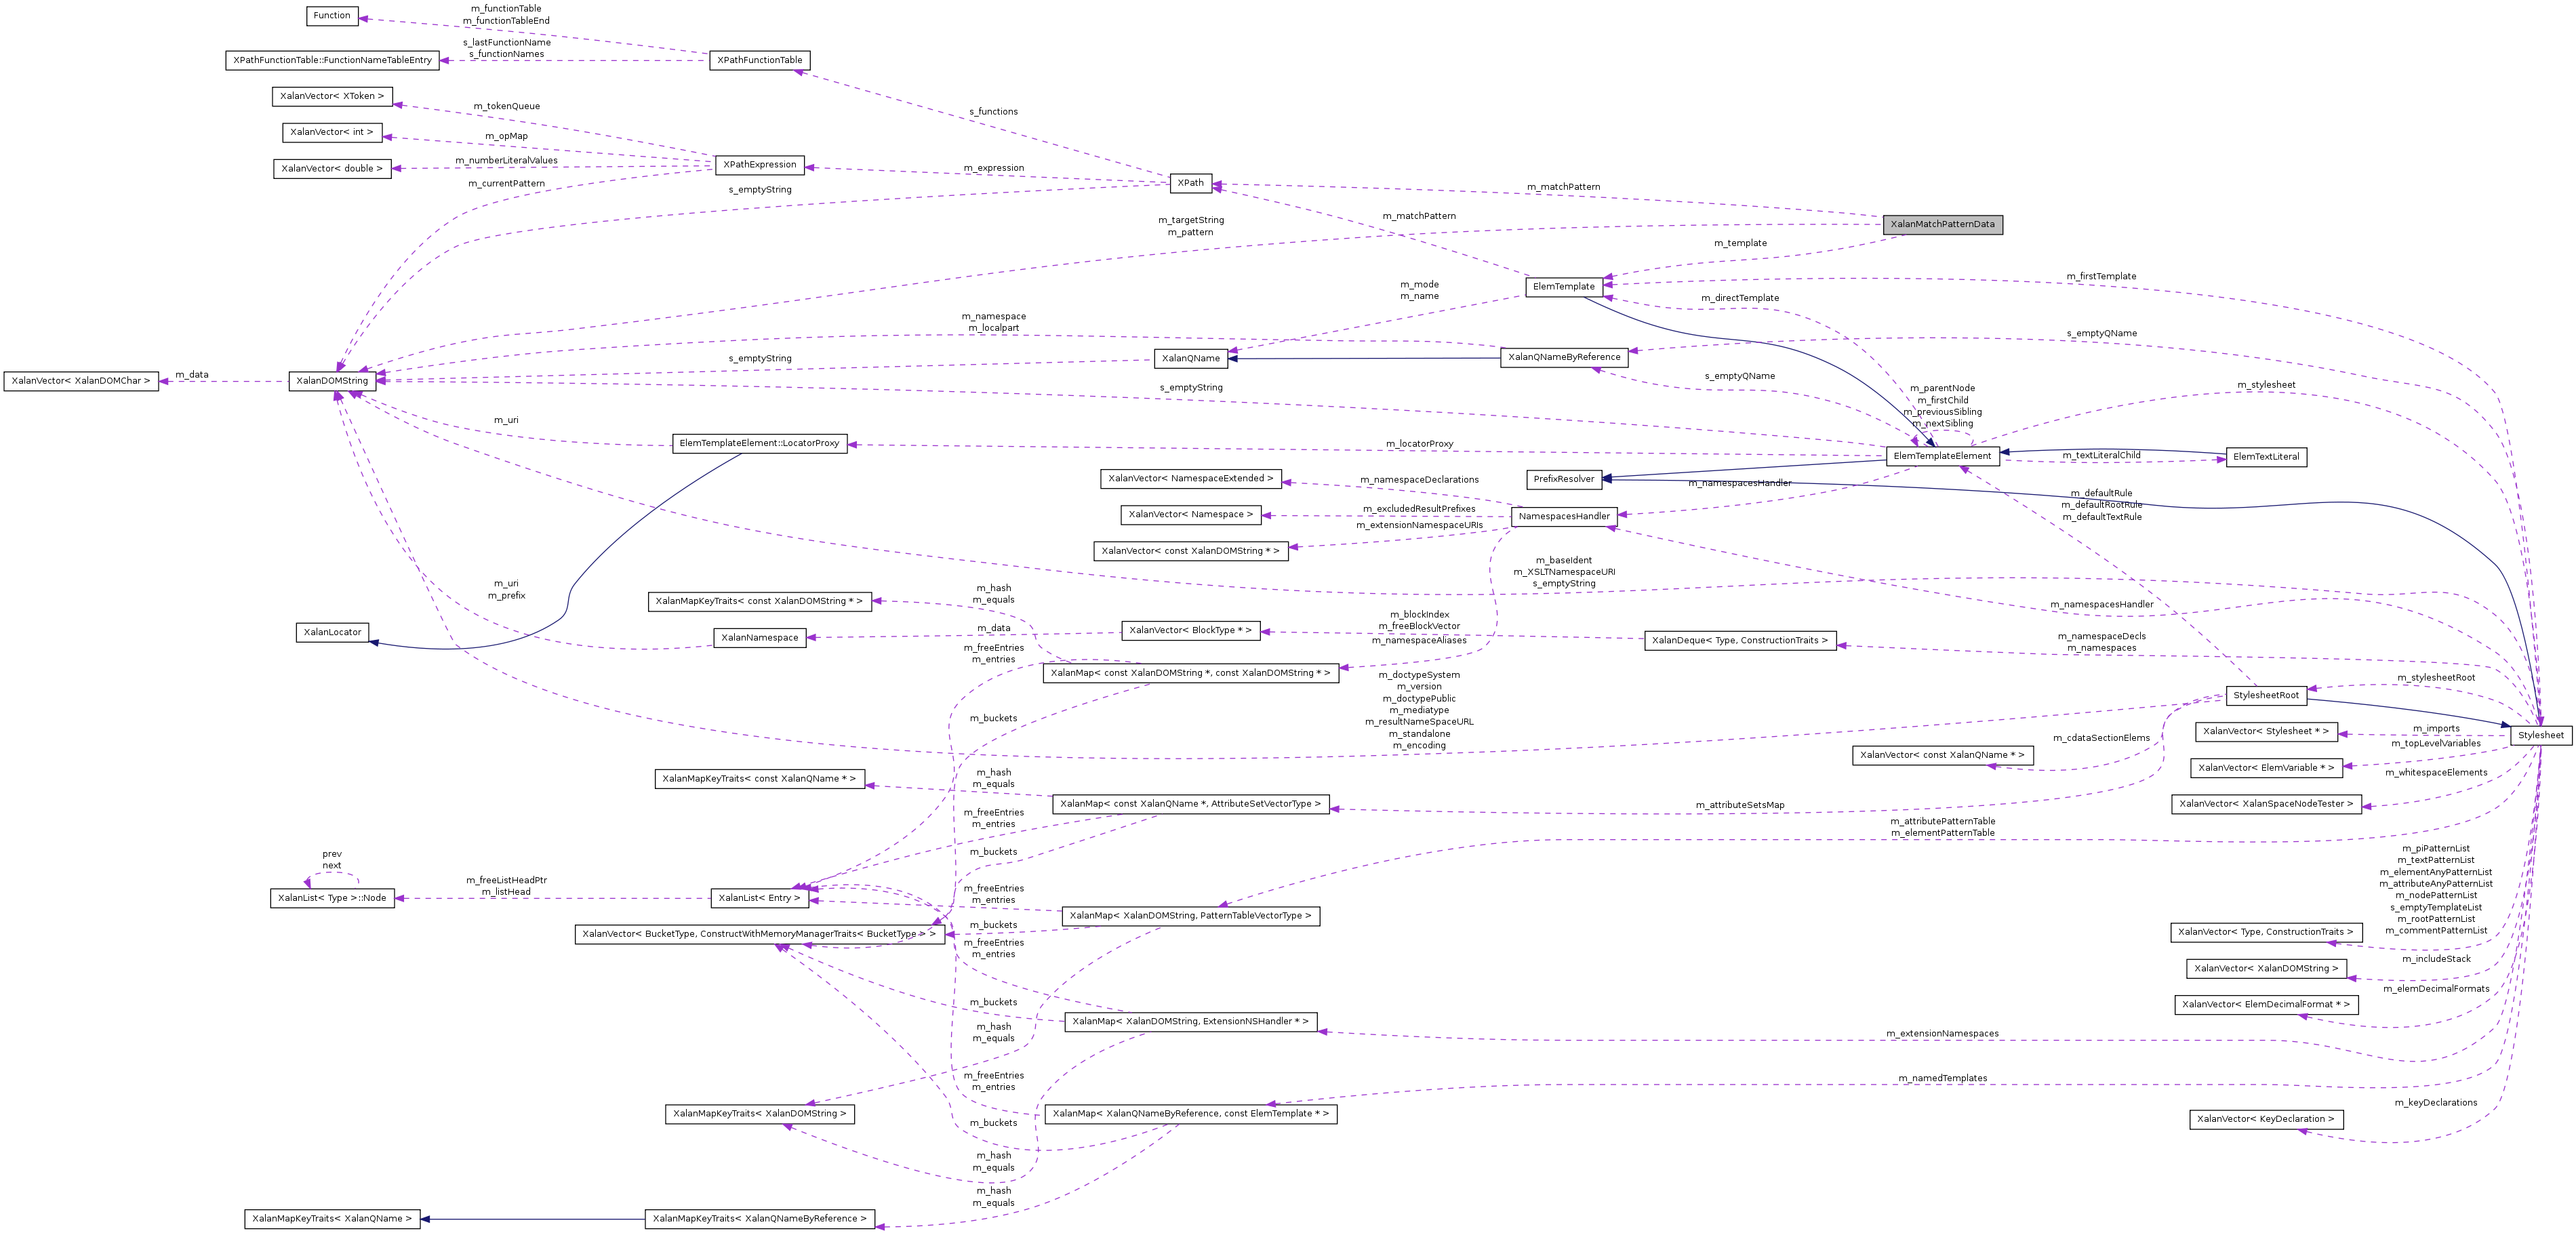 Function
m_functionTable
m_functionTableEnd
XPathFunctionTable::FunctionNameTableEntry
s_lastFunctionName
s_functionNames
XPathFunctionTable
XalanVector< XToken >
m_tokenQueue
s_functions
XalanVector< int >
m_opMap
XalanVector< double >
m_numberLiteralValues
XPathExpression
m_expression
m_currentPattern
s_emptyString
XPath
m_matchPattern
m_targetString
m_pattern
m_matchPattern
XalanMatchPatternData
m_template
ElemTemplate
m_firstTemplate
m_mode
m_name
m_directTemplate
m_namespace
m_localpart
s_emptyQName
XalanVector< XalanDOMChar >
m_data
XalanDOMString
s_emptyString
XalanQName
XalanQNameByReference
s_emptyString
s_emptyQName
m_parentNode
m_firstChild
m_previousSibling
m_nextSibling
m_stylesheet
m_uri
ElemTemplateElement::LocatorProxy
m_locatorProxy
ElemTemplateElement
m_textLiteralChild
ElemTextLiteral
XalanVector< NamespaceExtended >
m_namespaceDeclarations
PrefixResolver
m_namespacesHandler
XalanVector< Namespace >
m_excludedResultPrefixes
m_extensionNamespaceURIs
NamespacesHandler
m_defaultRule
m_defaultRootRule
m_defaultTextRule
XalanVector< const XalanDOMString * >
m_baseIdent
m_XSLTNamespaceURI
s_emptyString
m_uri
m_prefix
XalanMapKeyTraits< const XalanDOMString * >
m_hash
m_equals
m_blockIndex
m_freeBlockVector
m_namespaceAliases
m_namespacesHandler
XalanLocator
XalanNamespace
m_data
XalanVector< BlockType * >
XalanDeque< Type, ConstructionTraits >
m_namespaceDecls
m_namespaces
m_freeEntries
m_entries
XalanMap< const XalanDOMString *, const XalanDOMString * >
m_doctypeSystem
m_version
m_doctypePublic
m_mediatype
m_resultNameSpaceURL
m_standalone
m_encoding
m_buckets
StylesheetRoot
m_stylesheetRoot
m_cdataSectionElems
XalanVector< const XalanQName * >
XalanVector< Stylesheet * >
m_imports
Stylesheet
m_topLevelVariables
XalanVector< ElemVariable * >
m_whitespaceElements
XalanVector< XalanSpaceNodeTester >
XalanMapKeyTraits< const XalanQName * >
m_hash
m_equals
XalanMap< const XalanQName *, AttributeSetVectorType >
m_attributeSetsMap
m_freeEntries
m_entries
m_attributePatternTable
m_elementPatternTable
m_buckets
prev
next
XalanList< Type >::Node
m_freeListHeadPtr
m_listHead
XalanList< Entry >
m_freeEntries
m_entries
XalanMap< XalanDOMString, PatternTableVectorType >
m_piPatternList
m_textPatternList
m_elementAnyPatternList
m_attributeAnyPatternList
m_nodePatternList
s_emptyTemplateList
m_rootPatternList
m_commentPatternList
XalanVector< BucketType, ConstructWithMemoryManagerTraits< BucketType > >
m_buckets
m_freeEntries
m_entries
XalanVector< Type, ConstructionTraits >
m_includeStack
XalanVector< XalanDOMString >
m_elemDecimalFormats
XalanVector< ElemDecimalFormat * >
m_buckets
m_hash
m_equals
XalanMap< XalanDOMString, ExtensionNSHandler * >
m_extensionNamespaces
m_freeEntries
m_entries
m_namedTemplates
XalanMapKeyTraits< XalanDOMString >
m_buckets
XalanMap< XalanQNameByReference, const ElemTemplate * >
m_keyDeclarations
XalanVector< KeyDeclaration >
m_hash
m_equals
m_hash
m_equals
XalanMapKeyTraits< XalanQName >
XalanMapKeyTraits< XalanQNameByReference >